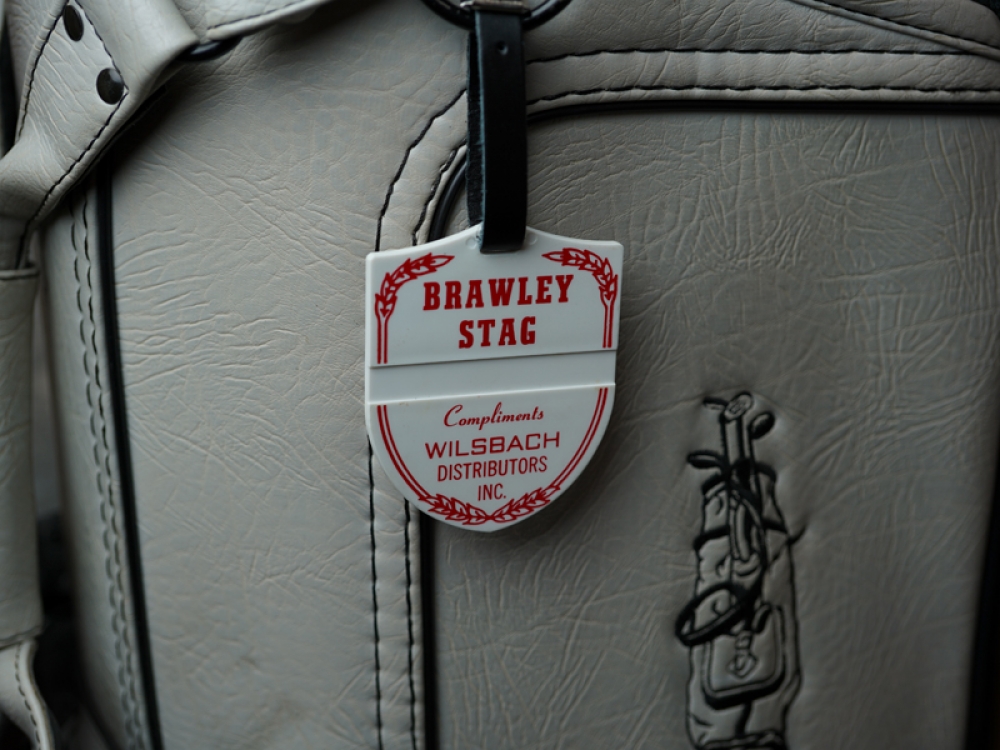 BRAWLEY
STAG
Compliments
WILSBACH
DISTRIBUTORS
INC.